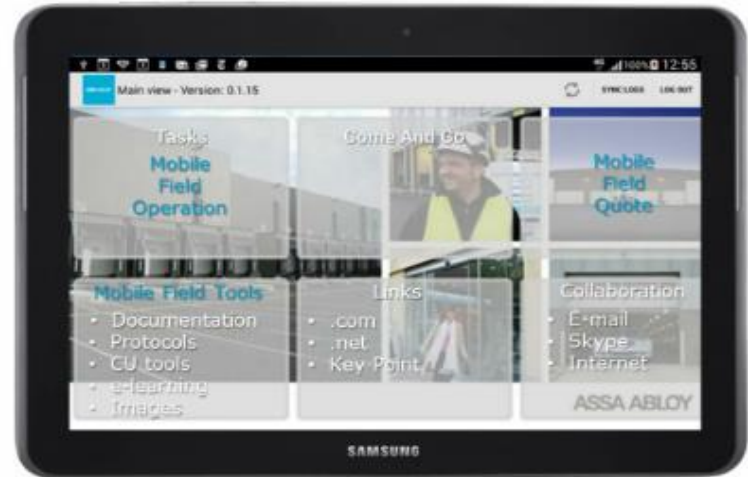 12:55
Main view - Version: 0.1.15
SYNC LOGS LOG OUT
Tasks
Mobile
Field
Operation
Come And Go
Mobile
Field
Quote
Mobile Field Tools
• Documentation
• Protocols
• CU tools
• e-learning
• Images
Links
• .com
• .net
• Key Point
Collaboration
• E-mail
• Skype
• Internet
ASSA ABLOY
SAMSUNG